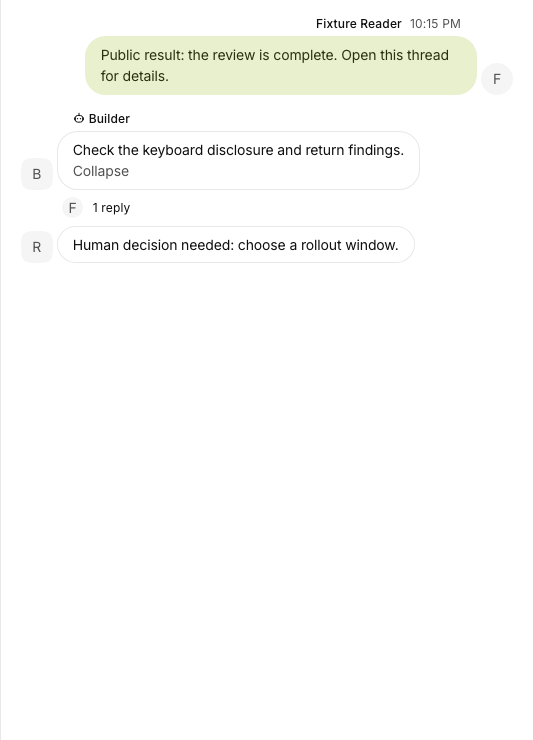 Fixture Reader 10:15 PM
Public result: the review is complete. Open this thread
for details.
F
Builder
Check the keyboard disclosure and return findings.
Collapse
B
F 1 reply
Human decision needed: choose a rollout window.
R